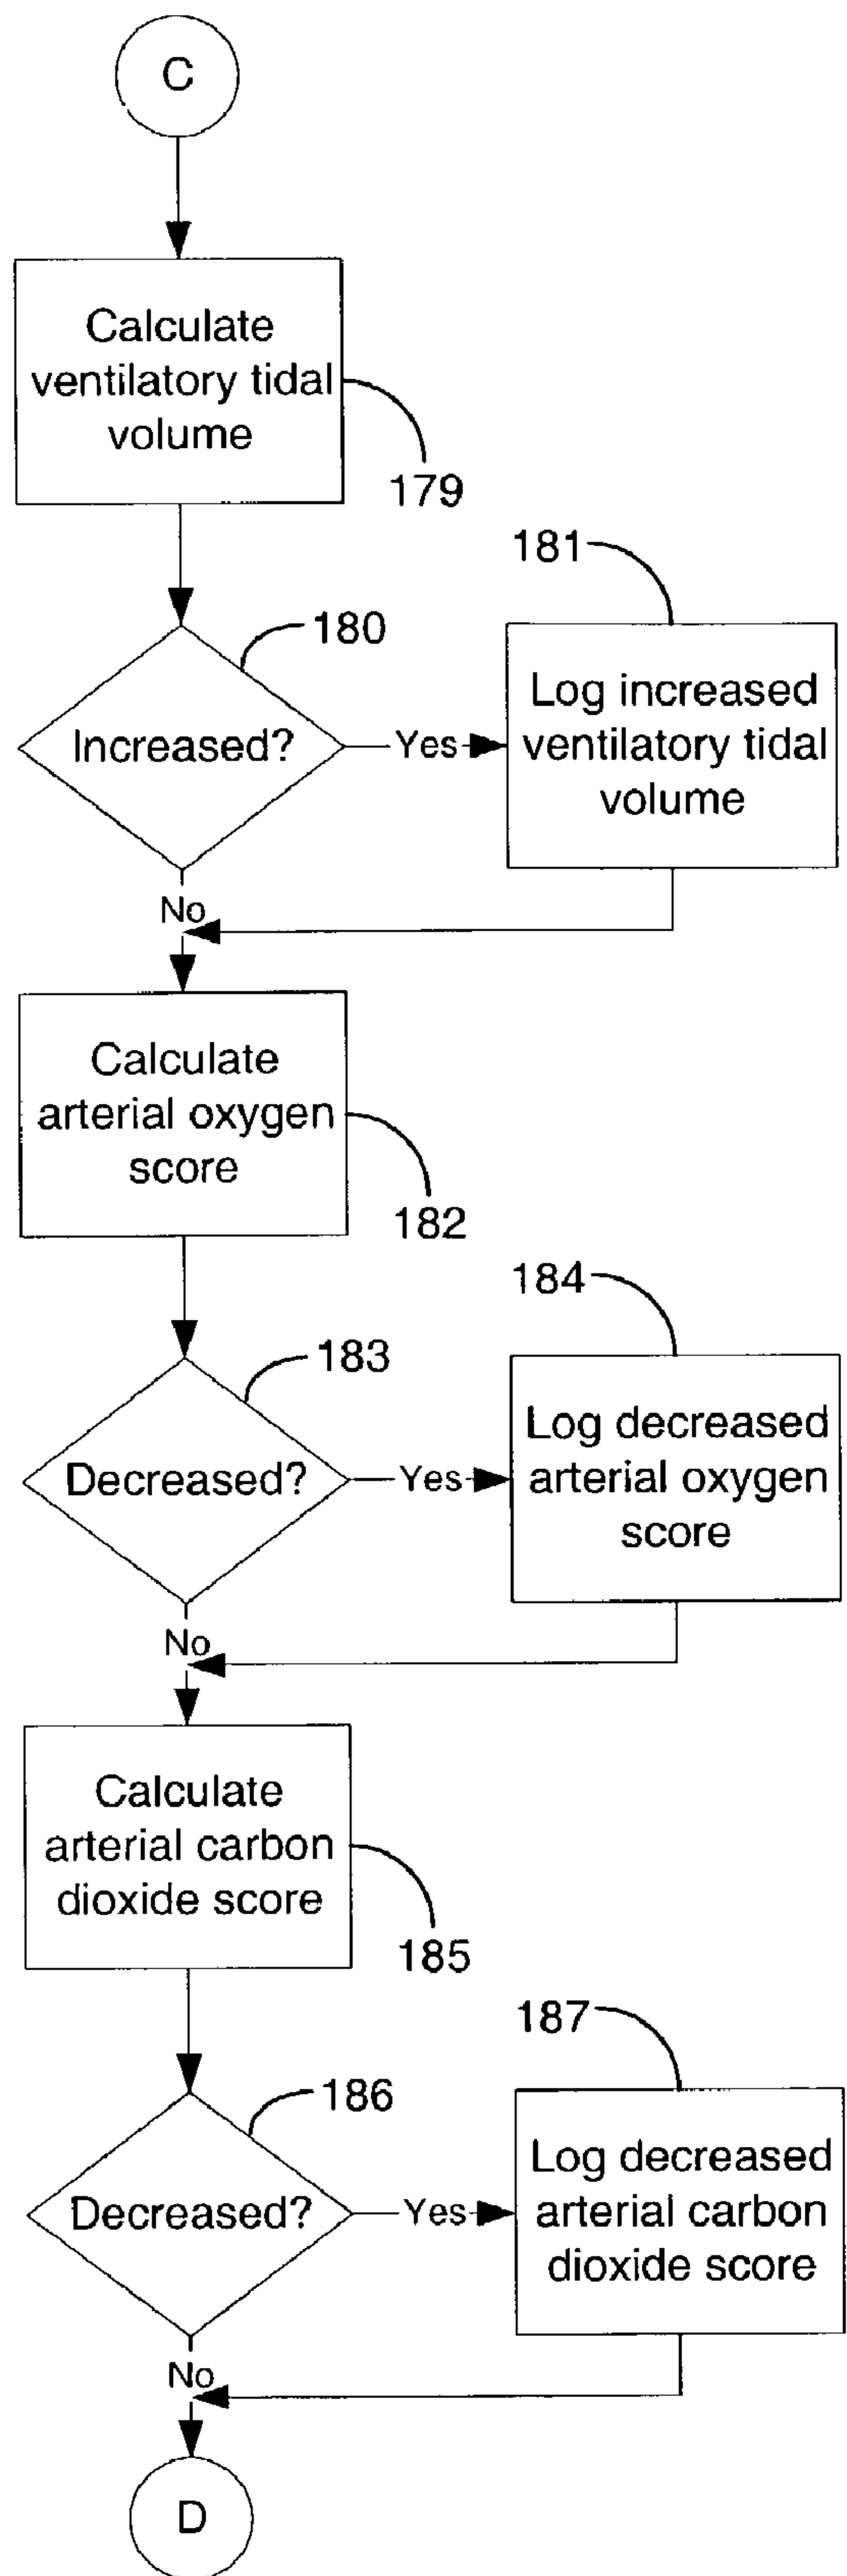 C
Calculate
ventilatory tidal
volume
179
181
180
Increased?
Yes
Log increased
ventilatory tidal
volume
No
Calculate
arterial oxygen
score
182
184
183
Decreased?
Yes
Log decreased
arterial oxygen
score
No
Calculate
arterial carbon
dioxide score
185
187
186
Decreased?
Yes
Log decreased
arterial carbon
dioxide score
No
D